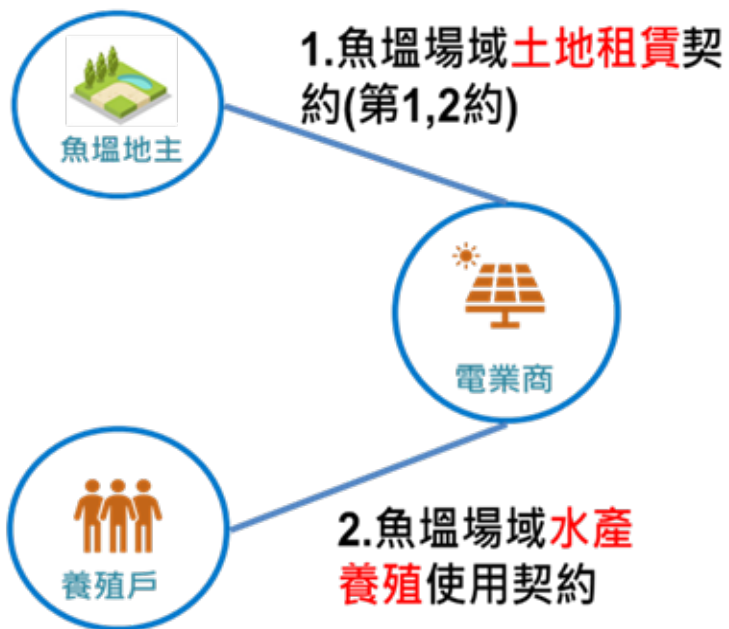 1.魚塭場域土地租賃契
約(第1,2約)
魚塭地主
電業商
2.魚塭場域水產
養殖使用契約
養殖戶